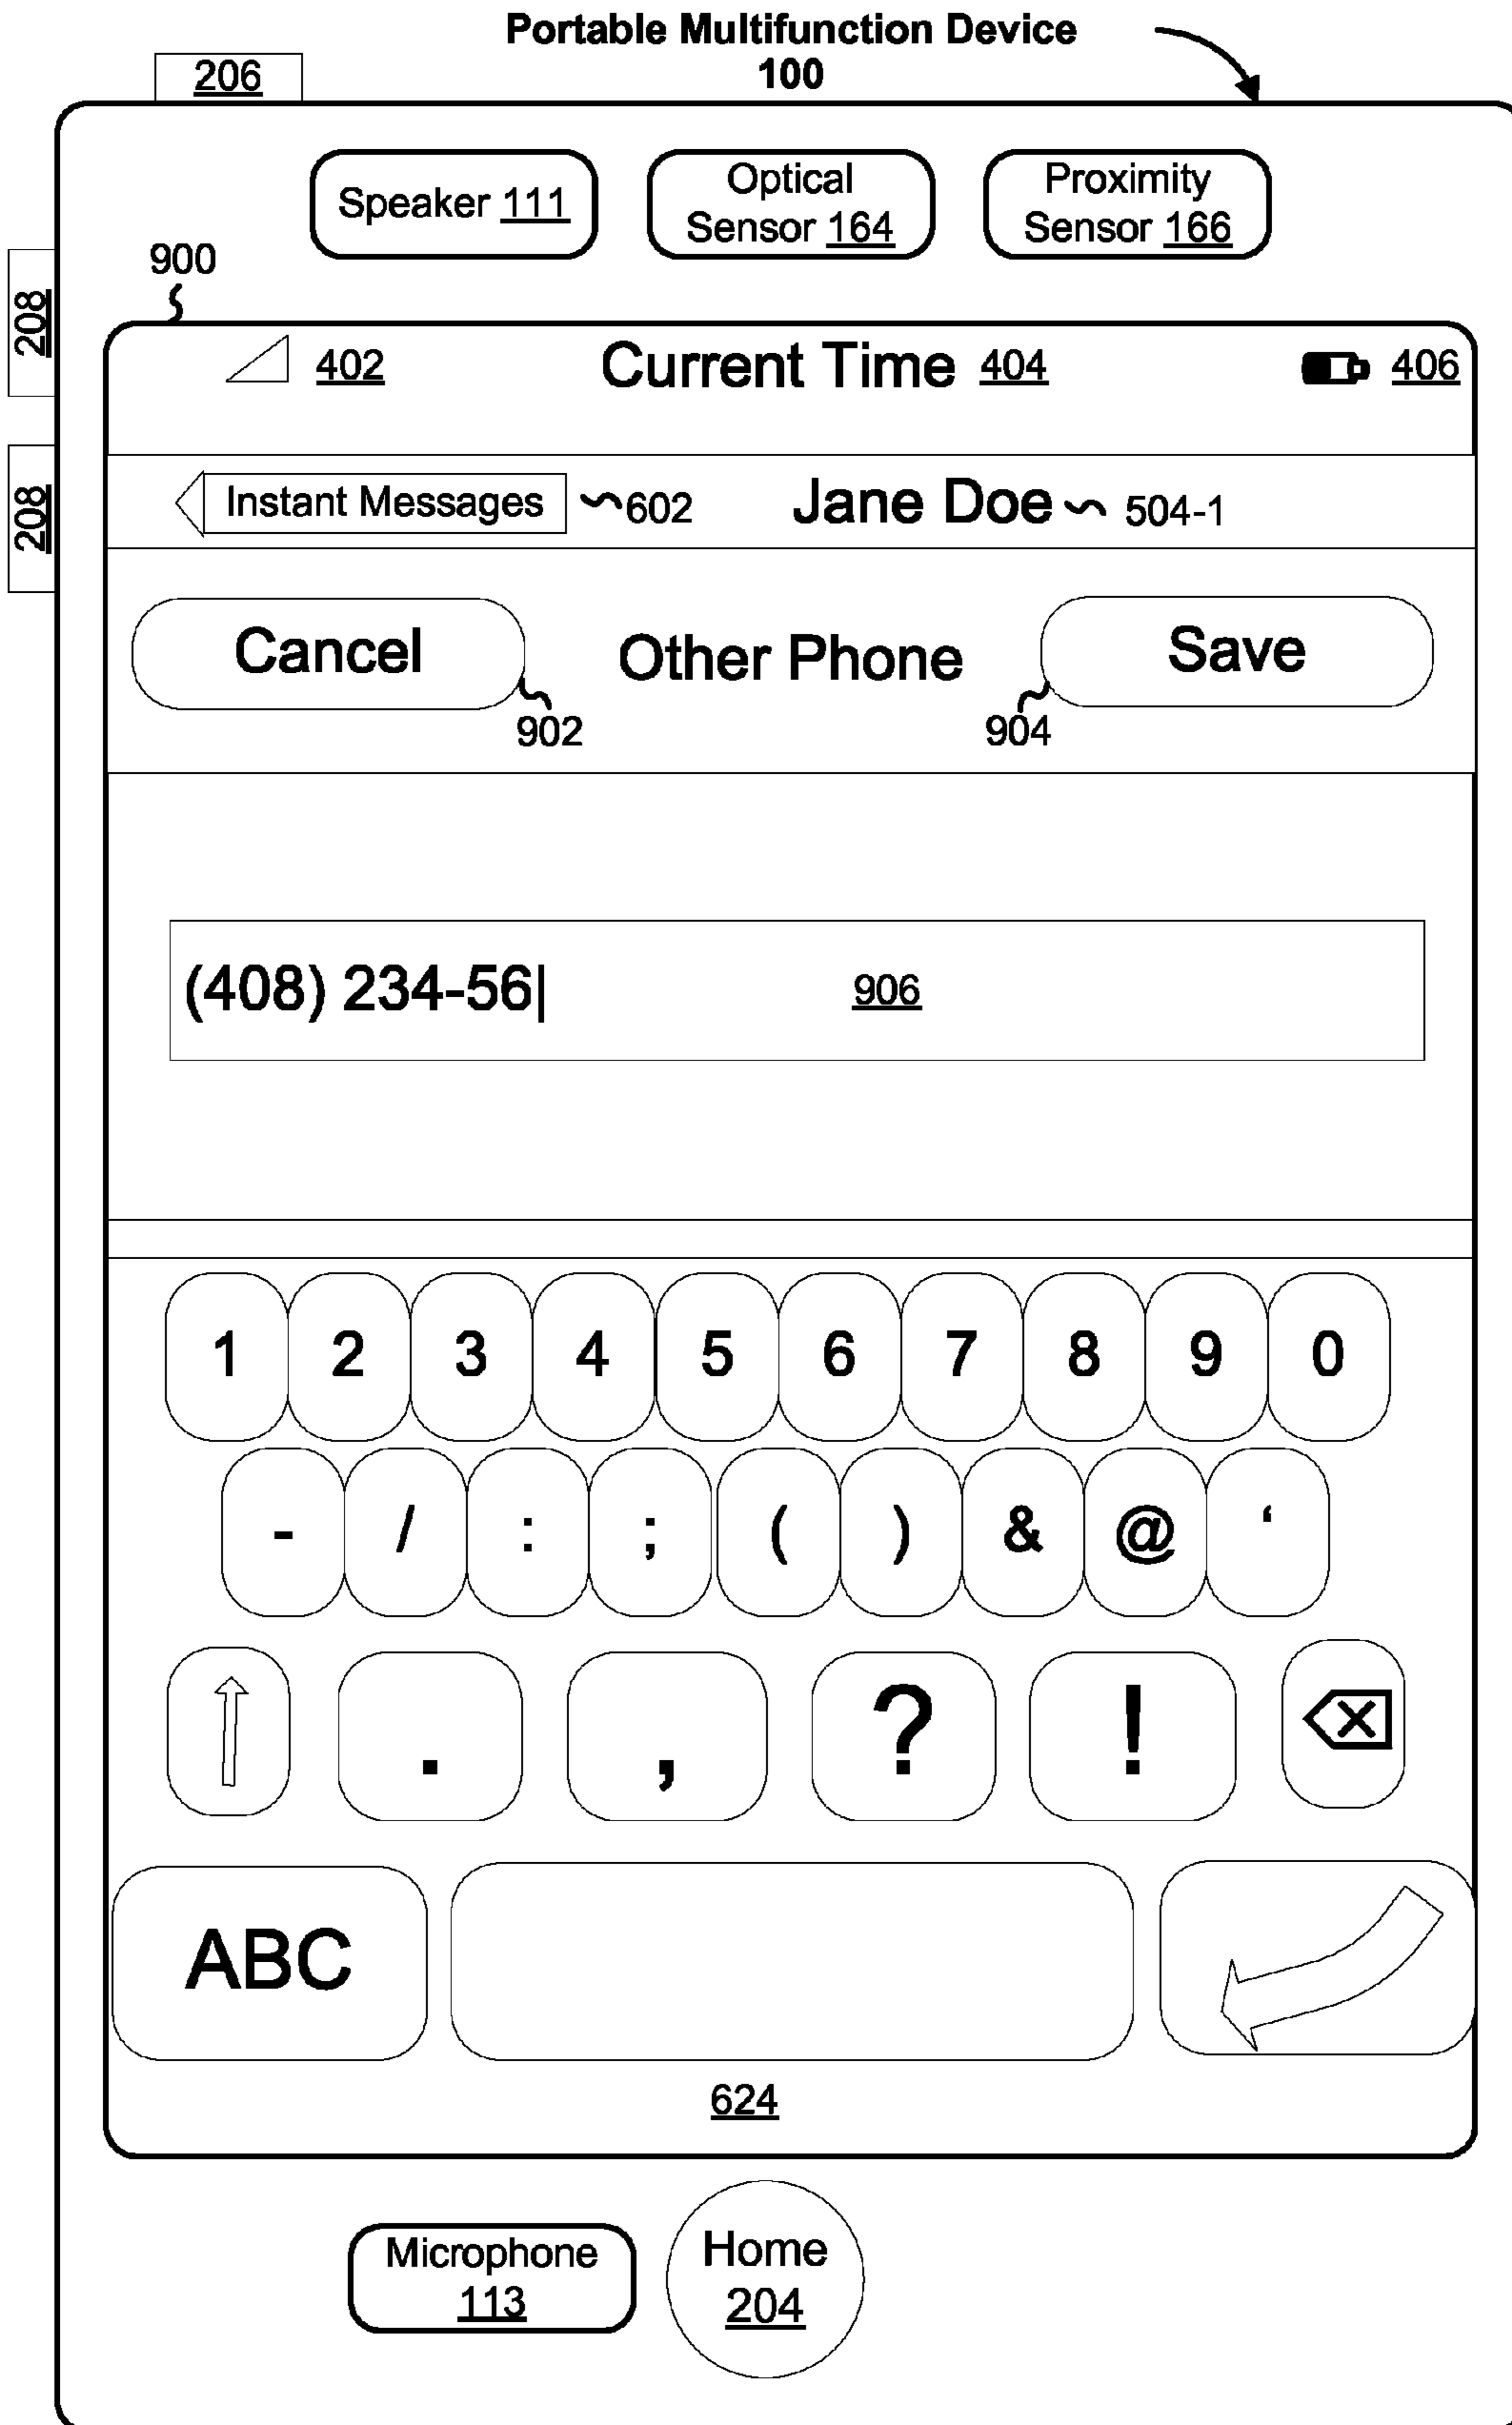 Portable Multifunction Device
100
206
Speaker 111
Optical
Sensor 164
Proximity
Sensor 166
900
208
208
402
Current Time 404
406
Instant Messages
602
Jane Doe
504-1
Cancel
Other Phone
Save
902
904
(408) 234-56|
906
1 2 3 4 5 6 7 8 9 0
- / : ; ( ) & @ ‘
. , ? !
ABC
624
Microphone
113
Home
204